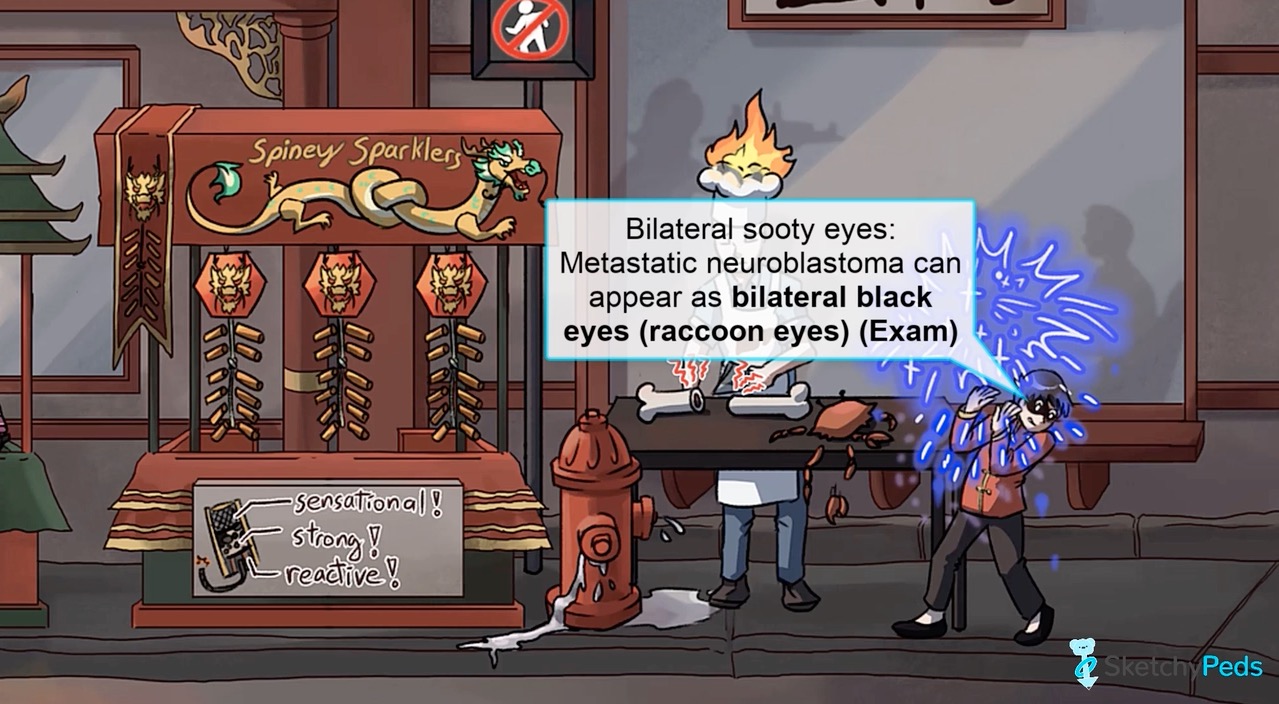 Spiney Sparklers
Bilateral sooty eyes:
Metastatic neuroblastoma can
appear as bilateral black
eyes (raccoon eyes) (Exam)
sensational!
strong!
reactive!
SketchyPeds